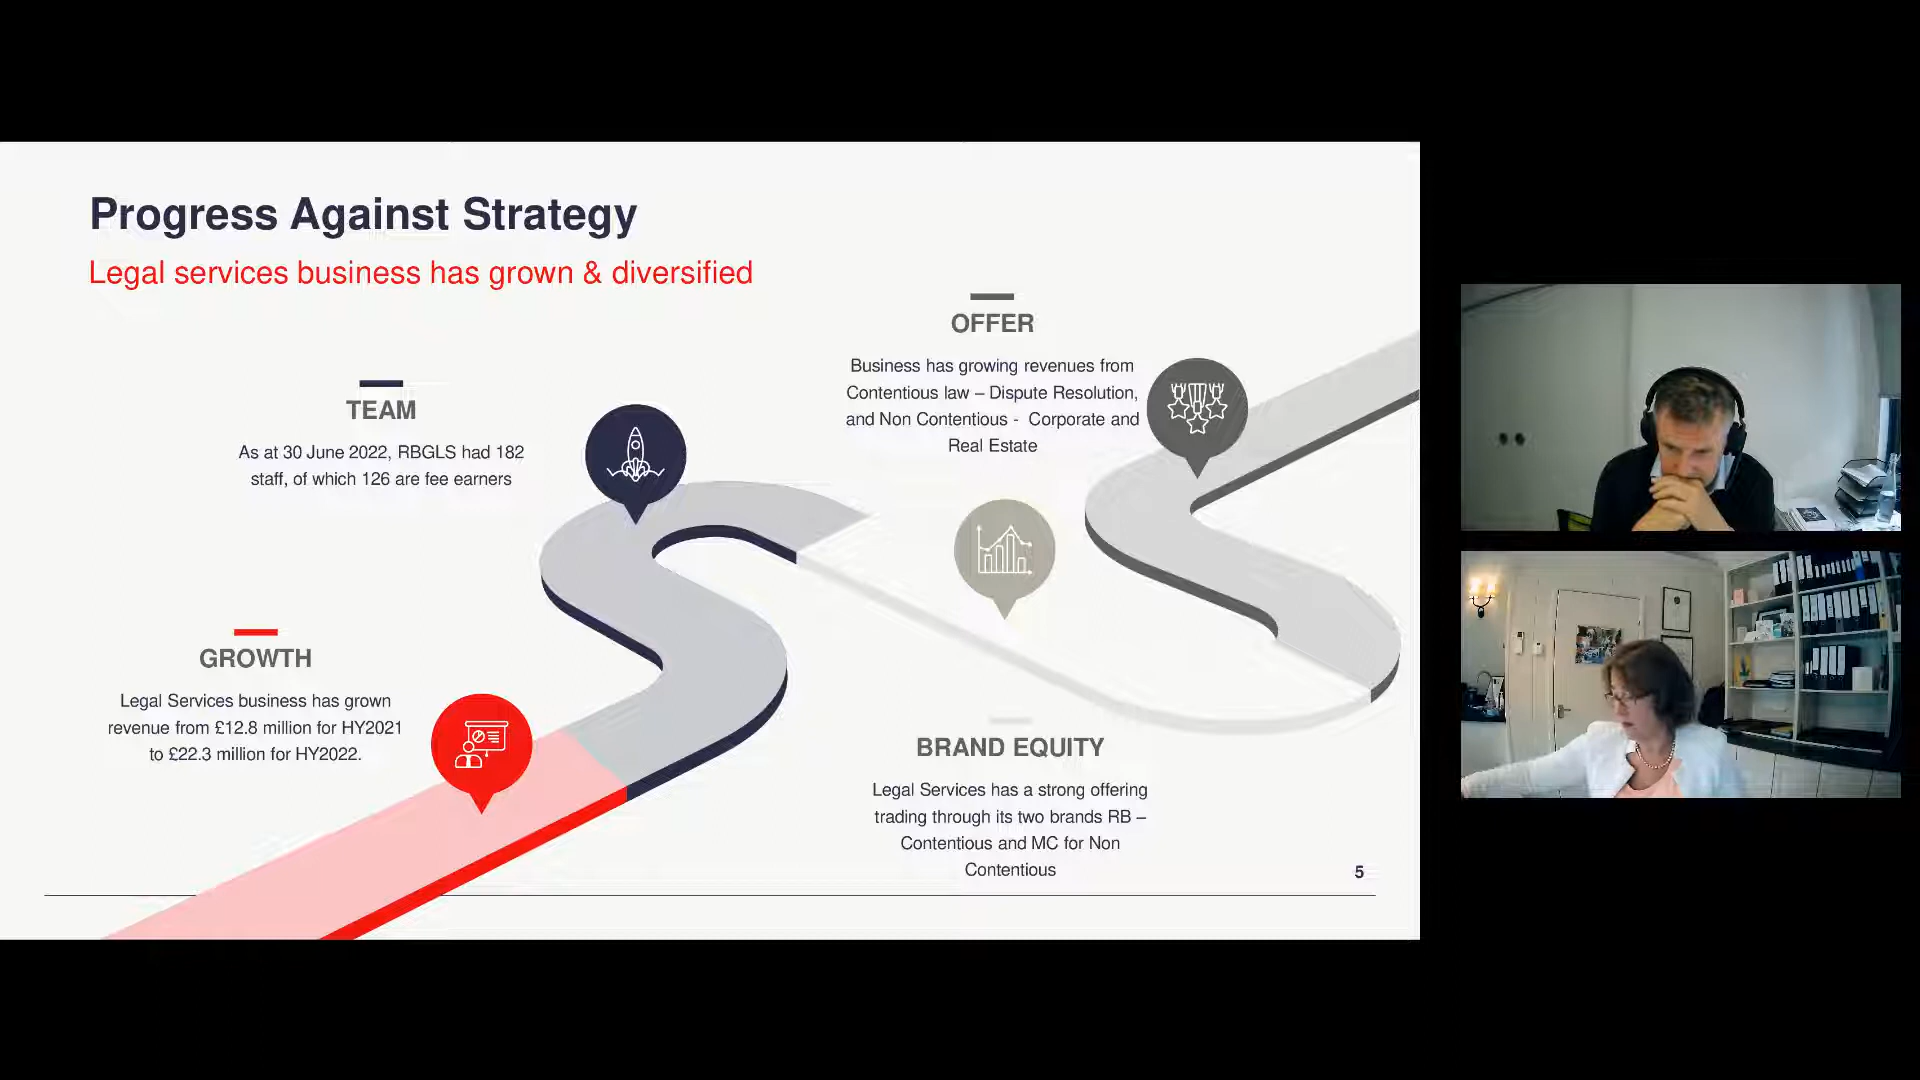 Progress Against Strategy
Legal services business has grown & diversified
TEAM
As at 30 June 2022, RBGLS had 182
staff, of which 126 are fee earners
GROWTH
Legal Services business has grown
revenue from £12.8 million for HY2021
to £22.3 million for HY2022.
OFFER
Business has growing revenues from
Contentious law – Dispute Resolution,
and Non Contentious - Corporate and
Real Estate
BRAND EQUITY
Legal Services has a strong offering
trading through its two brands RB –
Contentious and MC for Non
Contentious
5